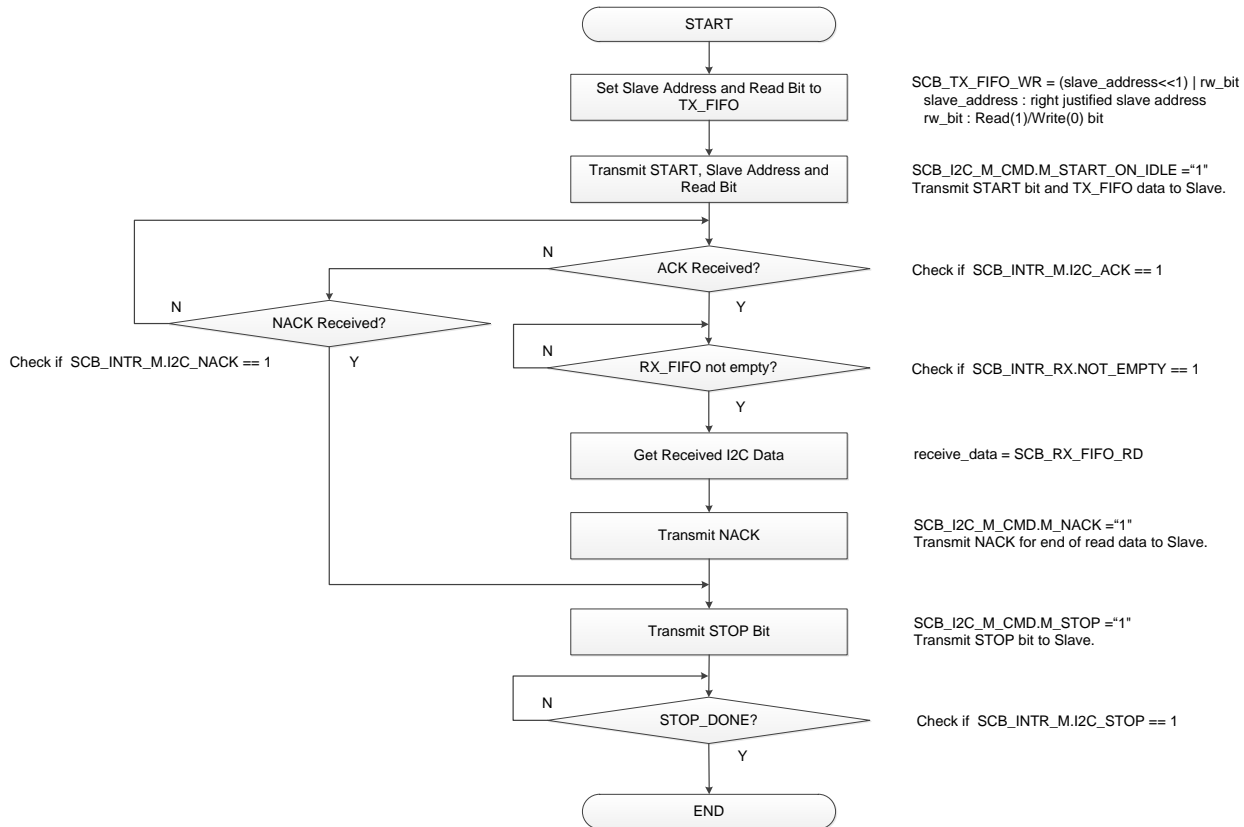 START
Set Slave Address and Read Bit to
TX_FIFO
SCB_TX_FIFO_WR = (slave_address<<1) | rw_bit
slave_address : right justified slave address
rw_bit : Read(1)/Write(0) bit
Transmit START, Slave Address and
Read Bit
SCB_I2C_M_CMD.M_START_ON_IDLE =“1"
Transmit START bit and TX_FIFO data to Slave.
N
ACK Received?
Check if SCB_INTR_M.I2C_ACK == 1
Y
N
NACK Received?
Check if SCB_INTR_M.I2C_NACK == 1
Y
N
RX_FIFO not empty?
Check if SCB_INTR_RX.NOT_EMPTY == 1
Y
Get Received I2C Data
receive_data = SCB_RX_FIFO_RD
Transmit NACK
SCB_I2C_M_CMD.M_NACK =“1"
Transmit NACK for end of read data to Slave.
Transmit STOP Bit
SCB_I2C_M_CMD.M_STOP =“1"
Transmit STOP bit to Slave.
N
STOP_DONE?
Check if SCB_INTR_M.I2C_STOP == 1
Y
END